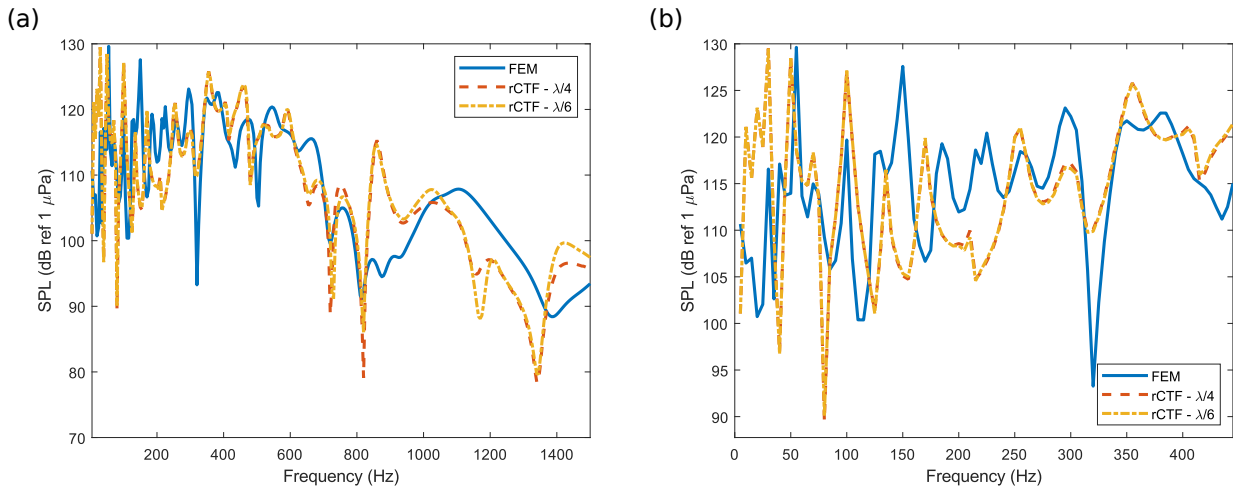 (a)
130
120
110
100
90
80
70
SPL (dB ref 1 μPa)
200 400 600 800 1000 1200 1400
Frequency (Hz)
FEM
rCTF - λ/4
rCTF - λ/6
(b)
130
125
120
115
110
105
100
95
90
SPL (dB ref 1 μPa)
0 50 100 150 200 250 300 350 400
Frequency (Hz)
FEM
rCTF - λ/4
rCTF - λ/6